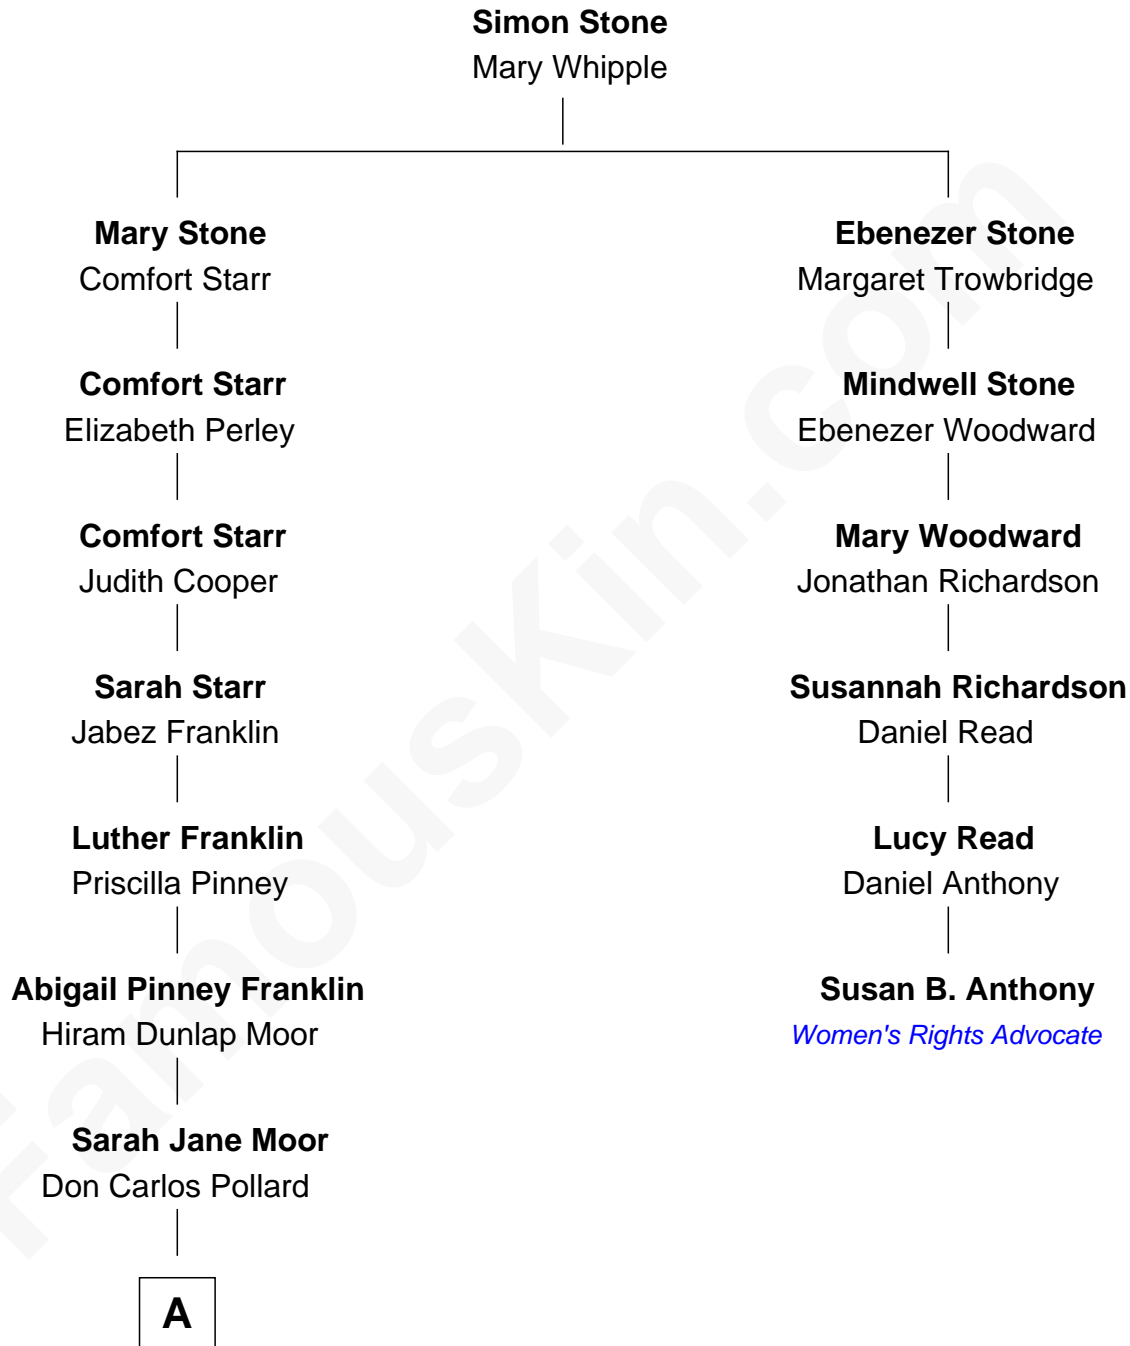 Simon Stone
Mary Whipple
Mary Stone
Comfort Starr
Ebenezer Stone
Margaret Trowbridge
Comfort Starr
Elizabeth Perley
Mindwell Stone
Ebenezer Woodward
Comfort Starr
Judith Cooper
Mary Woodward
Jonathan Richardson
Sarah Starr
Jabez Franklin
Susannah Richardson
Daniel Read
Luther Franklin
Priscilla Pinney
Lucy Read
Daniel Anthony
Abigail Pinney Franklin
Hiram Dunlap Moor
Susan B. Anthony
Women's Rights Advocate
Sarah Jane Moor
Don Carlos Pollard
A
FamousKin.com